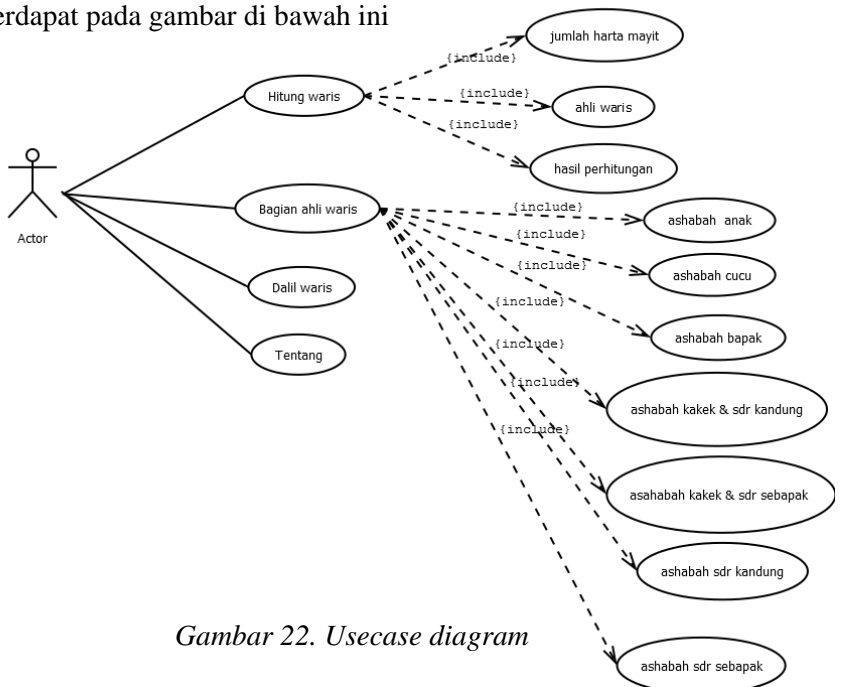 erdapat pada gambar di bawah ini
jumlah harta mayit
{include}
Hitung waris
{include}
ahli waris
{include}
hasil perhitungan
Actor
Bagian ahli waris
{include}
ashabah anak
{include}
ashabah cucu
{include}
Dalil waris
{include}
ashabah bapak
{include}
Tentang
{include}
ashabah kakek & sdr kandung
{include}
asahabah kakek & sdr sebapak
ashabah sdr kandung
Gambar 22. Usecase diagram
ashabah sdr sebapak